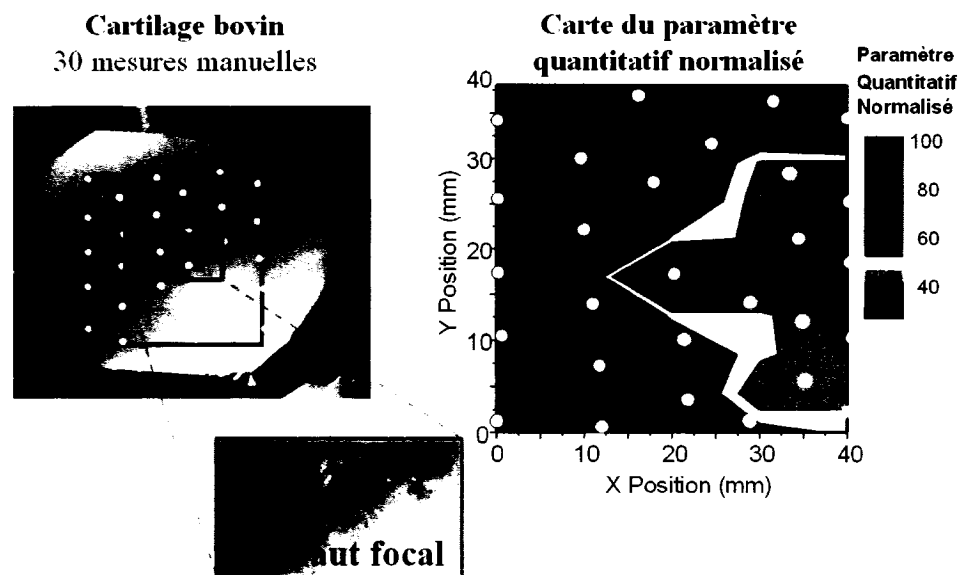 Cartilage bovin
30 mesures manuelles
Carte du paramètre
quantitatif normalisé
Paramètre
Quantitatif
Normalisé
100
80
60
40
40
30
20
10
0
Y Position (mm)
0
10
20
30
40
X Position (mm)
focal